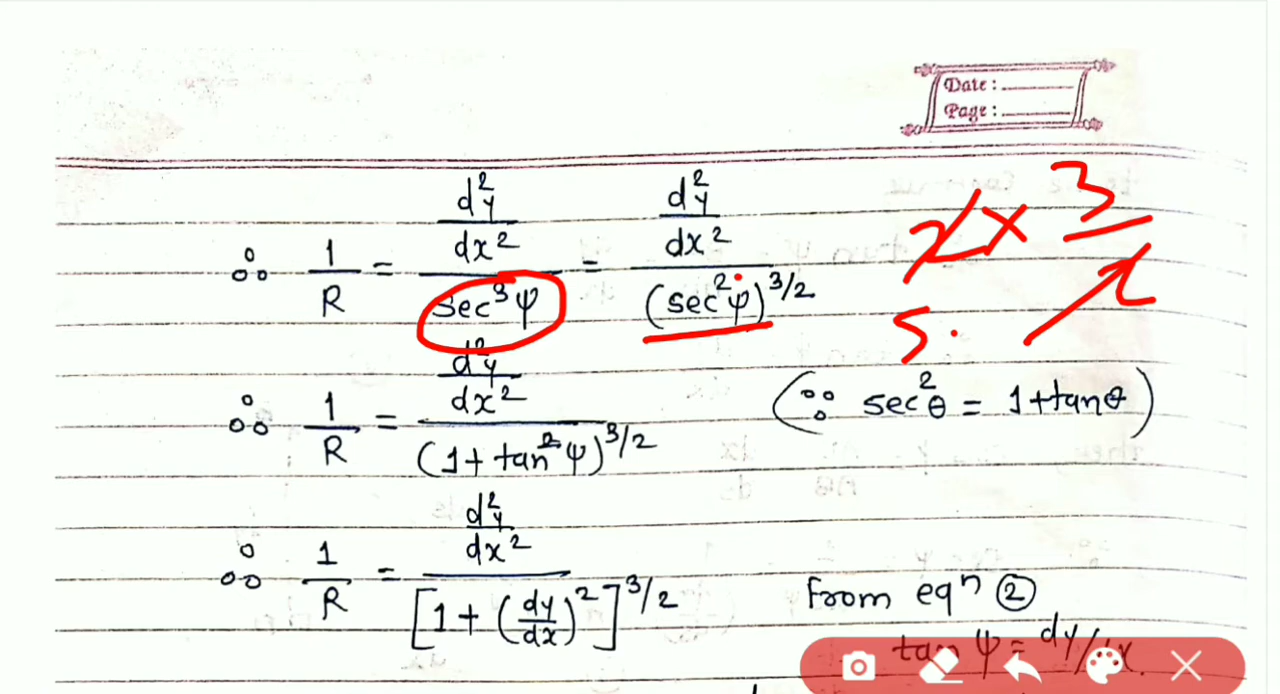 Date :
Page :
∴ 1/R = (d²y/dx²)/(sec³ψ) = (d²y/dx²)/(sec²ψ)^3/2
2 × 3/2
∴ 1/R = (d²y/dx²)/(1 + tan²ψ)^3/2 (∵ sec²θ = 1 + tanθ)
∴ 1/R = (d²y/dx²)/[1 + (dy/dx)²]^3/2 From eqⁿ ②
tan ψ = dy/dx